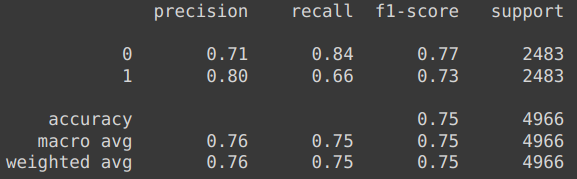 precision recall f1-score support
0 0.71 0.84 0.77 2483
1 0.80 0.66 0.73 2483
accuracy 0.75 4966
macro avg 0.76 0.75 0.75 4966
weighted avg 0.76 0.75 0.75 4966